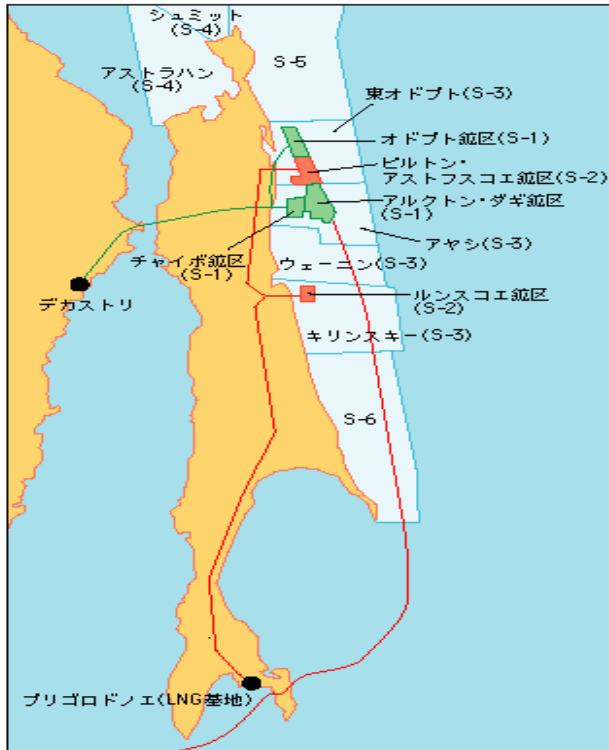 シュミット
(S-4)
アストラハン
(S-4)
S-5
東オドプト(S-3)
オドプト鉱区(S-1)
ピルトン・
アストフスコエ鉱区(S-2)
アルクトン・ダギ鉱区
(S-1)
アヤシ(S-3)
チャイボ鉱区
(S-1)
ウェーニン(S-3)
デカストリ
ルンスコエ鉱区
(S-2)
キリンスキー(S-3)
S-6
プリゴロドノエ(LNG基地)